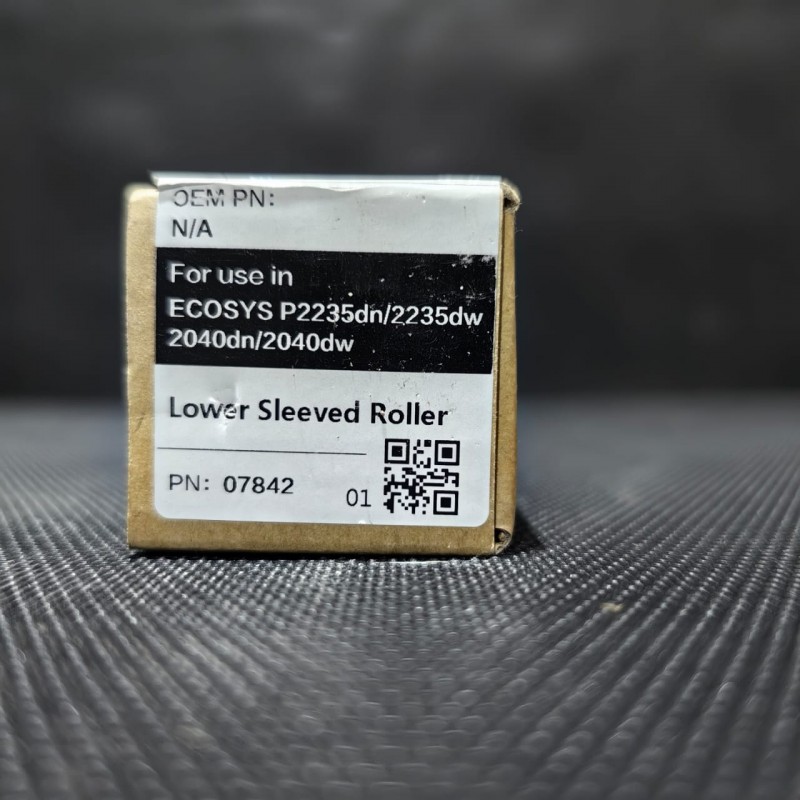 OEM PN:
N/A
For use in
ECOSYS P2235dn/2235dw
2040dn/2040dw
Lower Sleeved Roller
PN: 07842
01